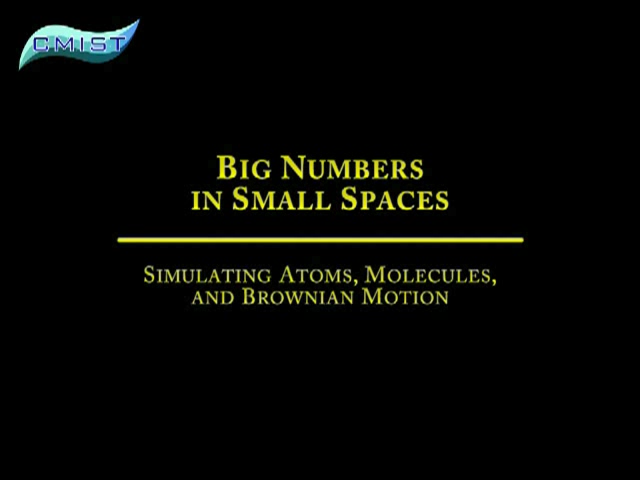 CMIST
BIG NUMBERS
IN SMALL SPACES
SIMULATING ATOMS, MOLECULES,
AND BROWNIAN MOTION